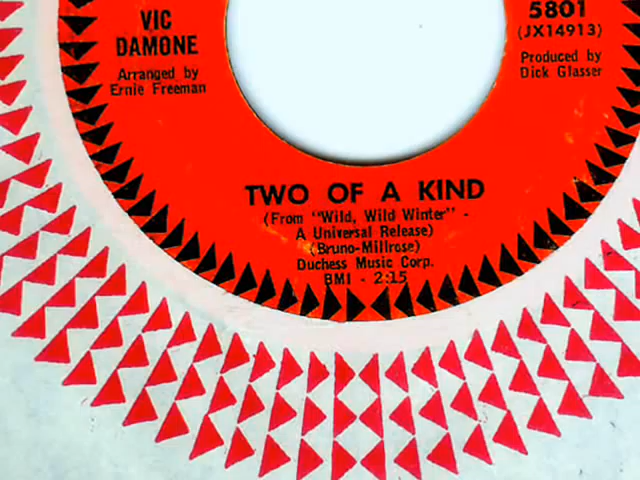 VIC
DAMONE
Arranged by
Ernie Freeman
5801
(JX14913)
Produced by
Dick Glasser
TWO OF A KIND
(From "Wild, Wild Winter" -
A Universal Release)
(Bruno-Millrose)
Duchess Music Corp.
BMI - 2:15